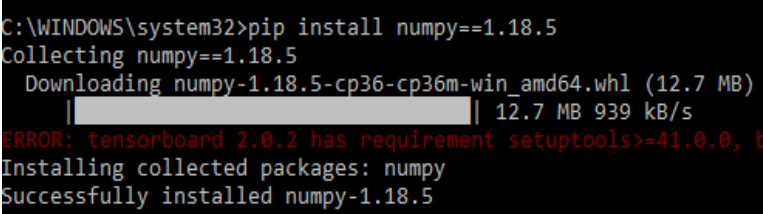 C:\WINDOWS\system32>pip install numpy==1.18.5
Collecting numpy==1.18.5
Downloading numpy-1.18.5-cp36-cp36m-win_amd64.whl (12.7 MB)
| | 12.7 MB 939 kB/s
ERROR: tensorboard 2.0.2 has requirement setuptools>=41.0.0,
Installing collected packages: numpy
Successfully installed numpy-1.18.5